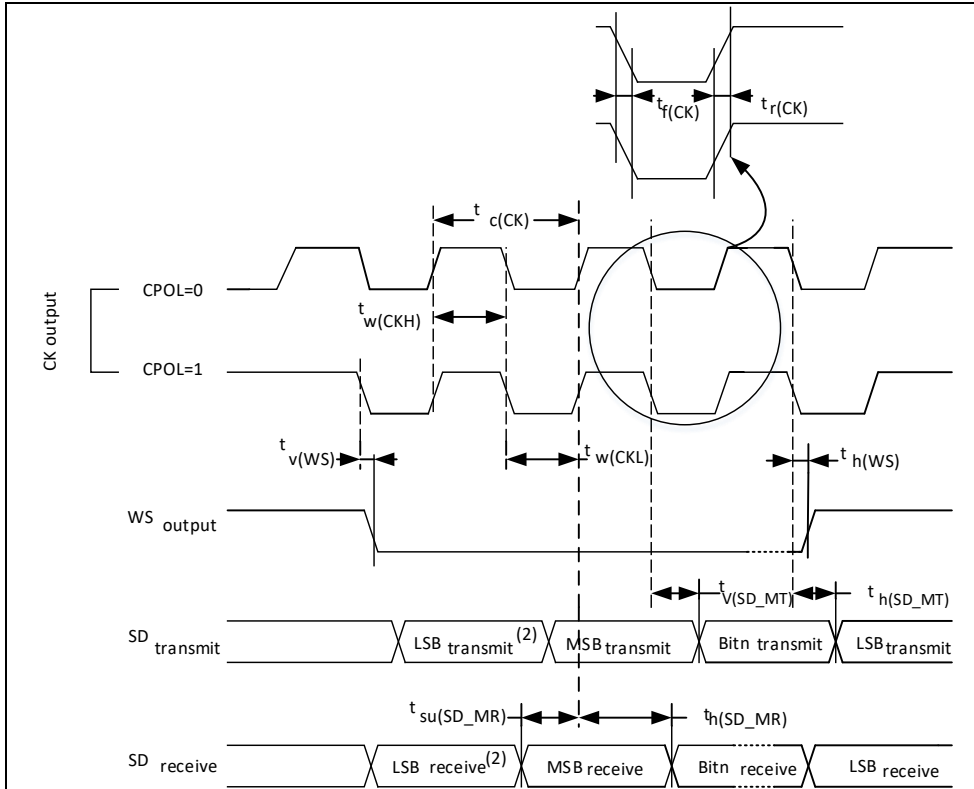 t f(CK)
t r(CK)
t c(CK)
CK output
CPOL=0
t w(CKH)
CPOL=1
t v(WS)
t w(CKL)
t h(WS)
WS output
t V(SD_MT)
t h(SD_MT)
SD transmit
LSB transmit(2)
MSB transmit
Bitn transmit
LSB transmit
t su(SD_MR)
t h(SD_MR)
SD receive
LSB receive(2)
MSB receive
Bitn receive
LSB receive